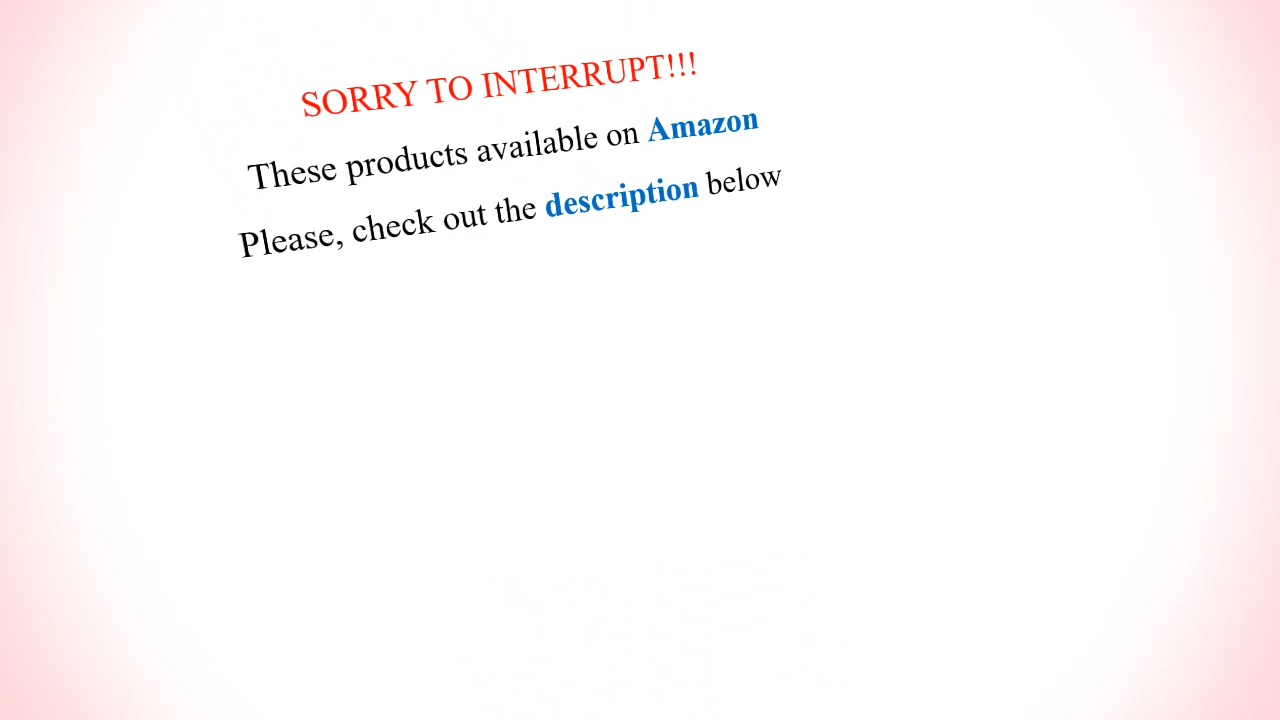 SORRY TO INTERRUPT!!!
These products available on Amazon
Please, check out the description below